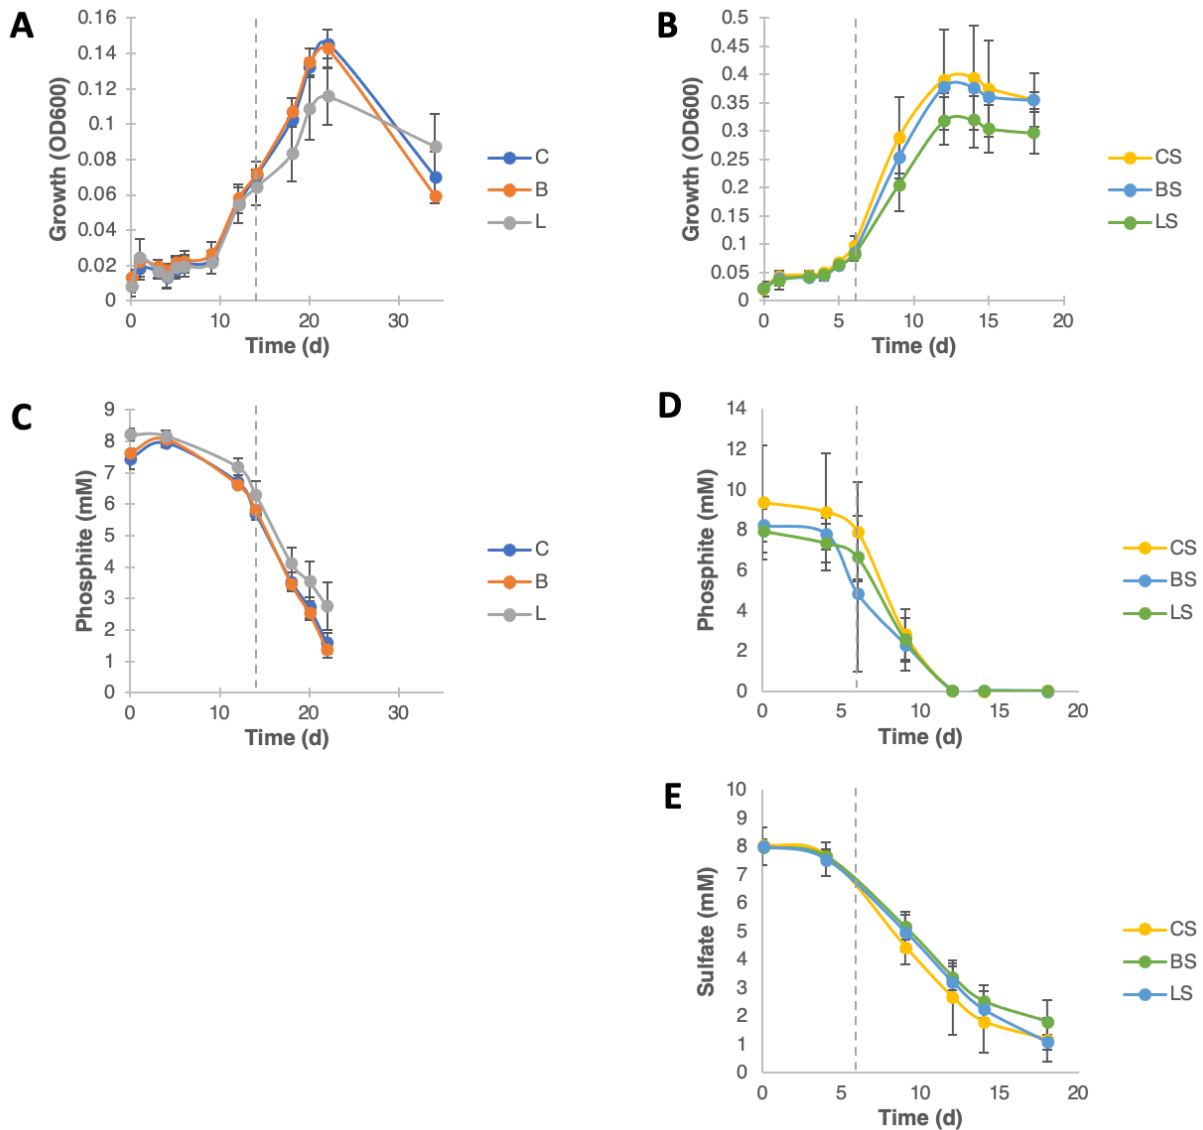 A
Growth (OD600)
0.16
0.14
0.12
0.1
0.08
0.06
0.04
0.02
0
0 10 20 30
Time (d)
C
B
L
B
Growth (OD600)
0.5
0.45
0.4
0.35
0.3
0.25
0.2
0.15
0.1
0.05
0
0 5 10 15 20
Time (d)
CS
BS
LS
C
Phosphite (mM)
9
8
7
6
5
4
3
2
1
0
0 10 20 30
Time (d)
C
B
L
D
Phosphite (mM)
14
12
10
8
6
4
2
0
0 5 10 15 20
Time (d)
CS
BS
LS
E
Sulfate (mM)
10
9
8
7
6
5
4
3
2
1
0
0 5 10 15 20
Time (d)
CS
BS
LS